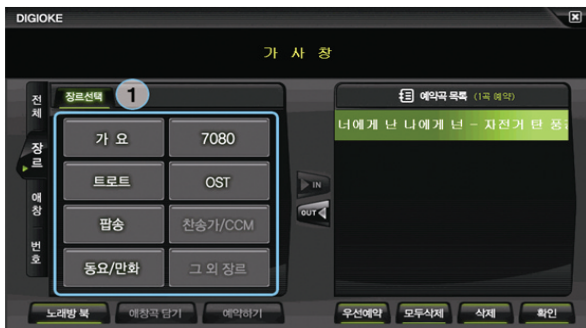 DIGIOKE
가 사 창
전체
장르
애창
번호
장르선택 1
가 요
7080
트로트
OST
팝송
찬송가/CCM
동요/만화
그 외 장르
IN
OUT
예약곡 목록 (1곡 예약)
너에게 난 나에게 넌 - 자전거 탄 풍
노래방 북
애창곡 담기
예약하기
우선예약
모두삭제
삭제
확인